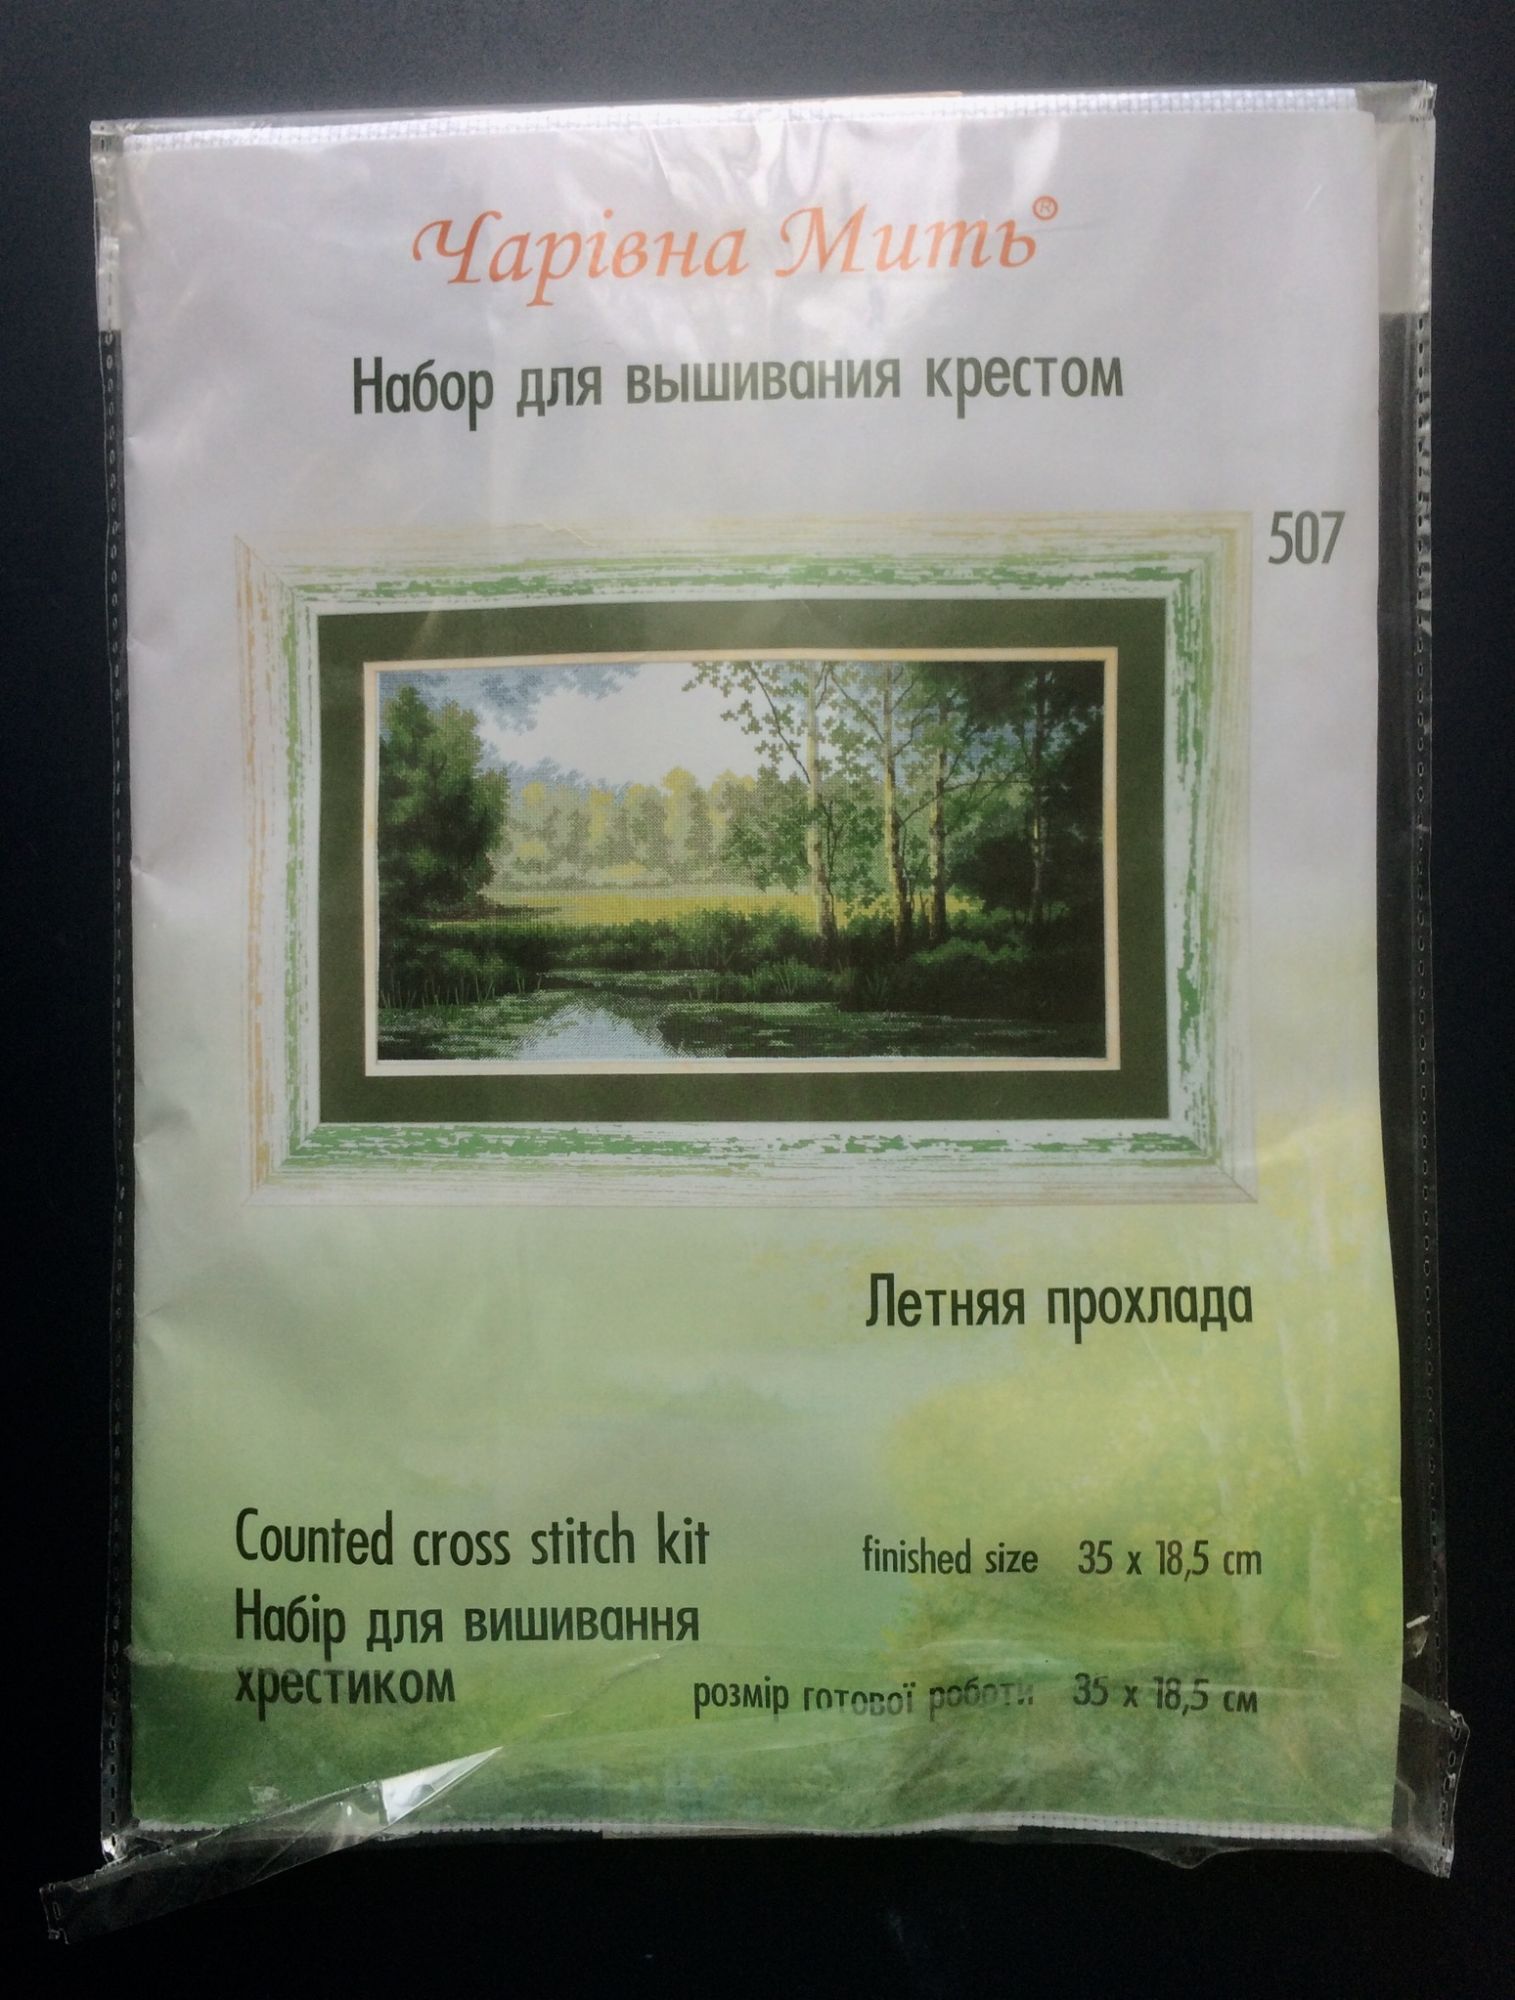 Чарівна Мить®
Набор для вышивания крестом
507
Летняя прохлада
Counted cross stitch kit
finished size 35 x 18,5 cm
Набір для вишивання
хрестиком
розмір готової роботи 35 x 18,5 см